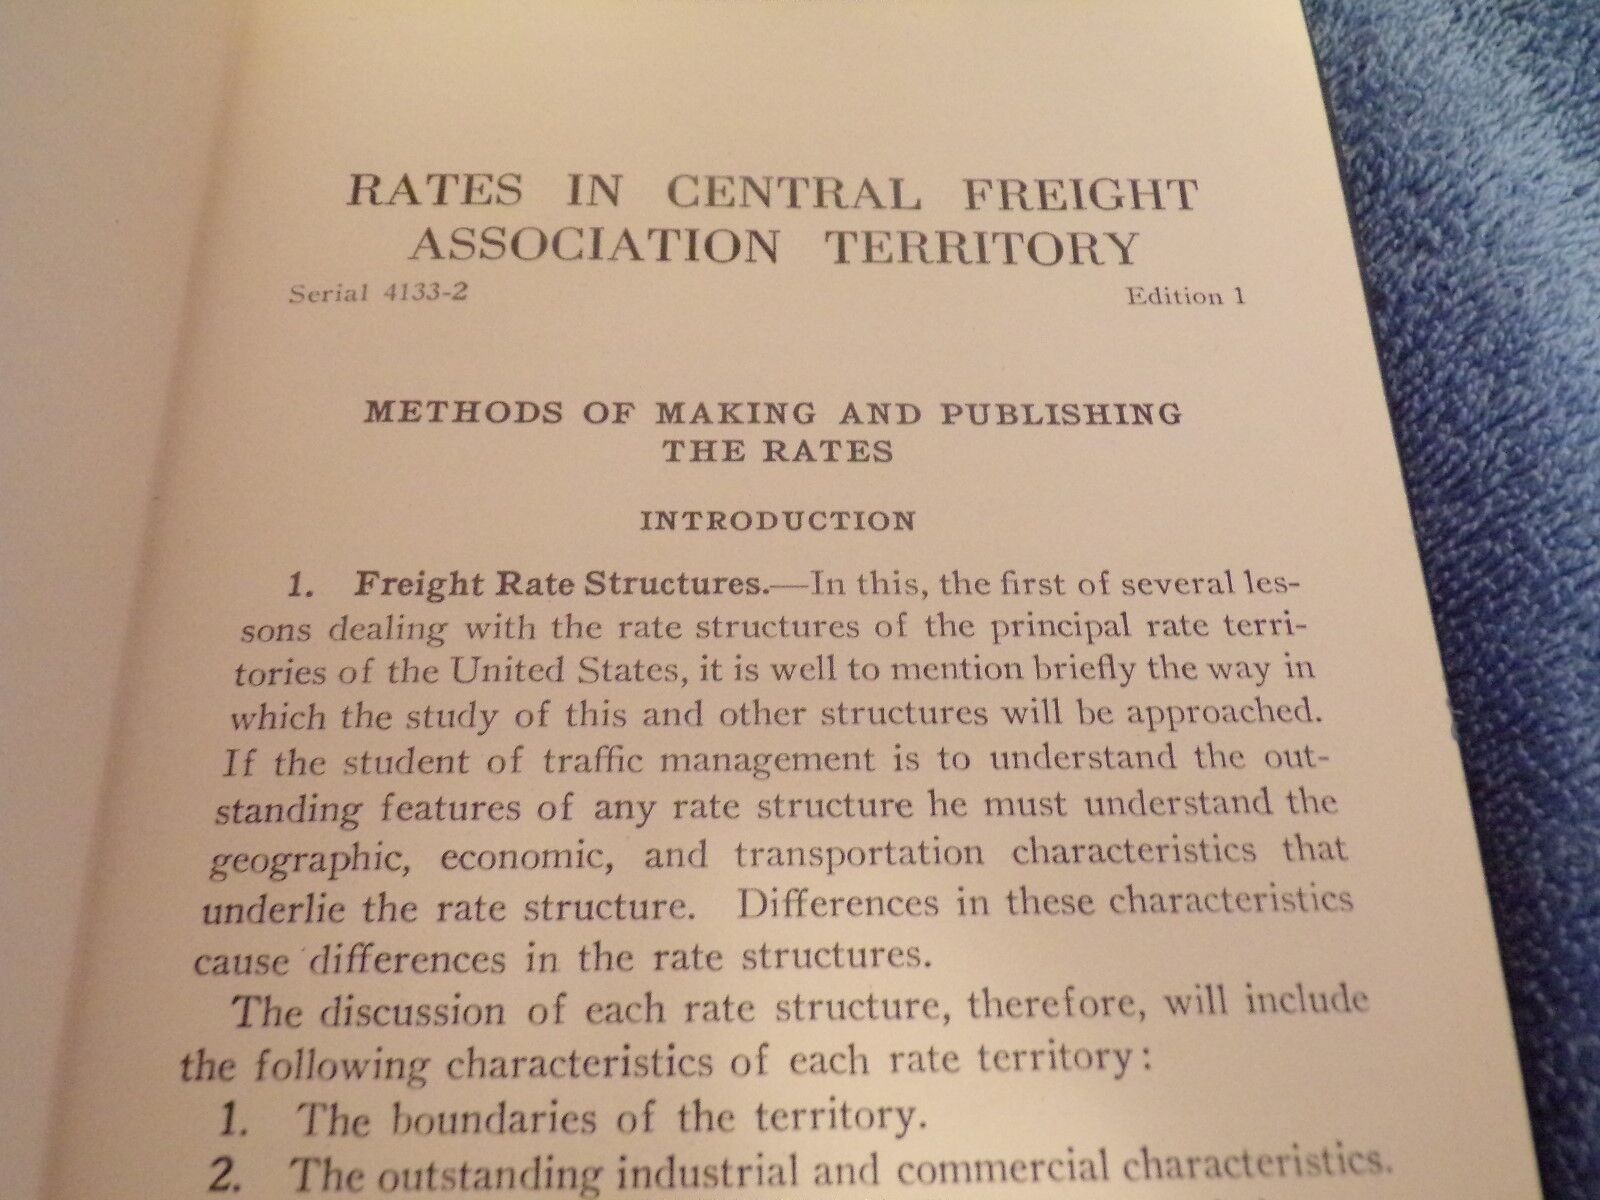 RATES IN CENTRAL FREIGHT
ASSOCIATION TERRITORY
Serial 4133-2 Edition 1
METHODS OF MAKING AND PUBLISHING
THE RATES
INTRODUCTION
1. Freight Rate Structures.—In this, the first of several les-
sons dealing with the rate structures of the principal rate terri-
tories of the United States, it is well to mention briefly the way in
which the study of this and other structures will be approached.
If the student of traffic management is to understand the out-
standing features of any rate structure he must understand the
geographic, economic, and transportation characteristics that
underlie the rate structure. Differences in these characteristics
cause differences in the rate structures.
The discussion of each rate structure, therefore, will include
the following characteristics of each rate territory:
1. The boundaries of the territory.
2. The outstanding industrial and commercial characteristics.